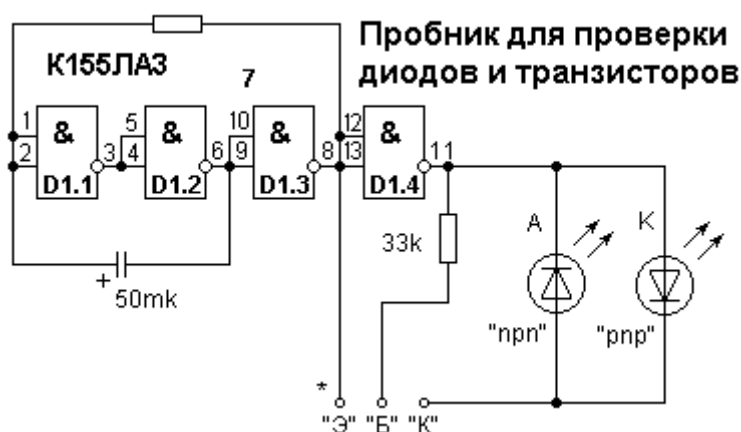 Пробник для проверки
диодов и транзисторов
К155ЛА3
7
1
2
&
3
D1.1
5
4
&
6
D1.2
10
9
&
8
D1.3
12
13
&
11
D1.4
+
50mk
33k
А
К
"npn"
"pnp"
*
"Э" "Б" "К"